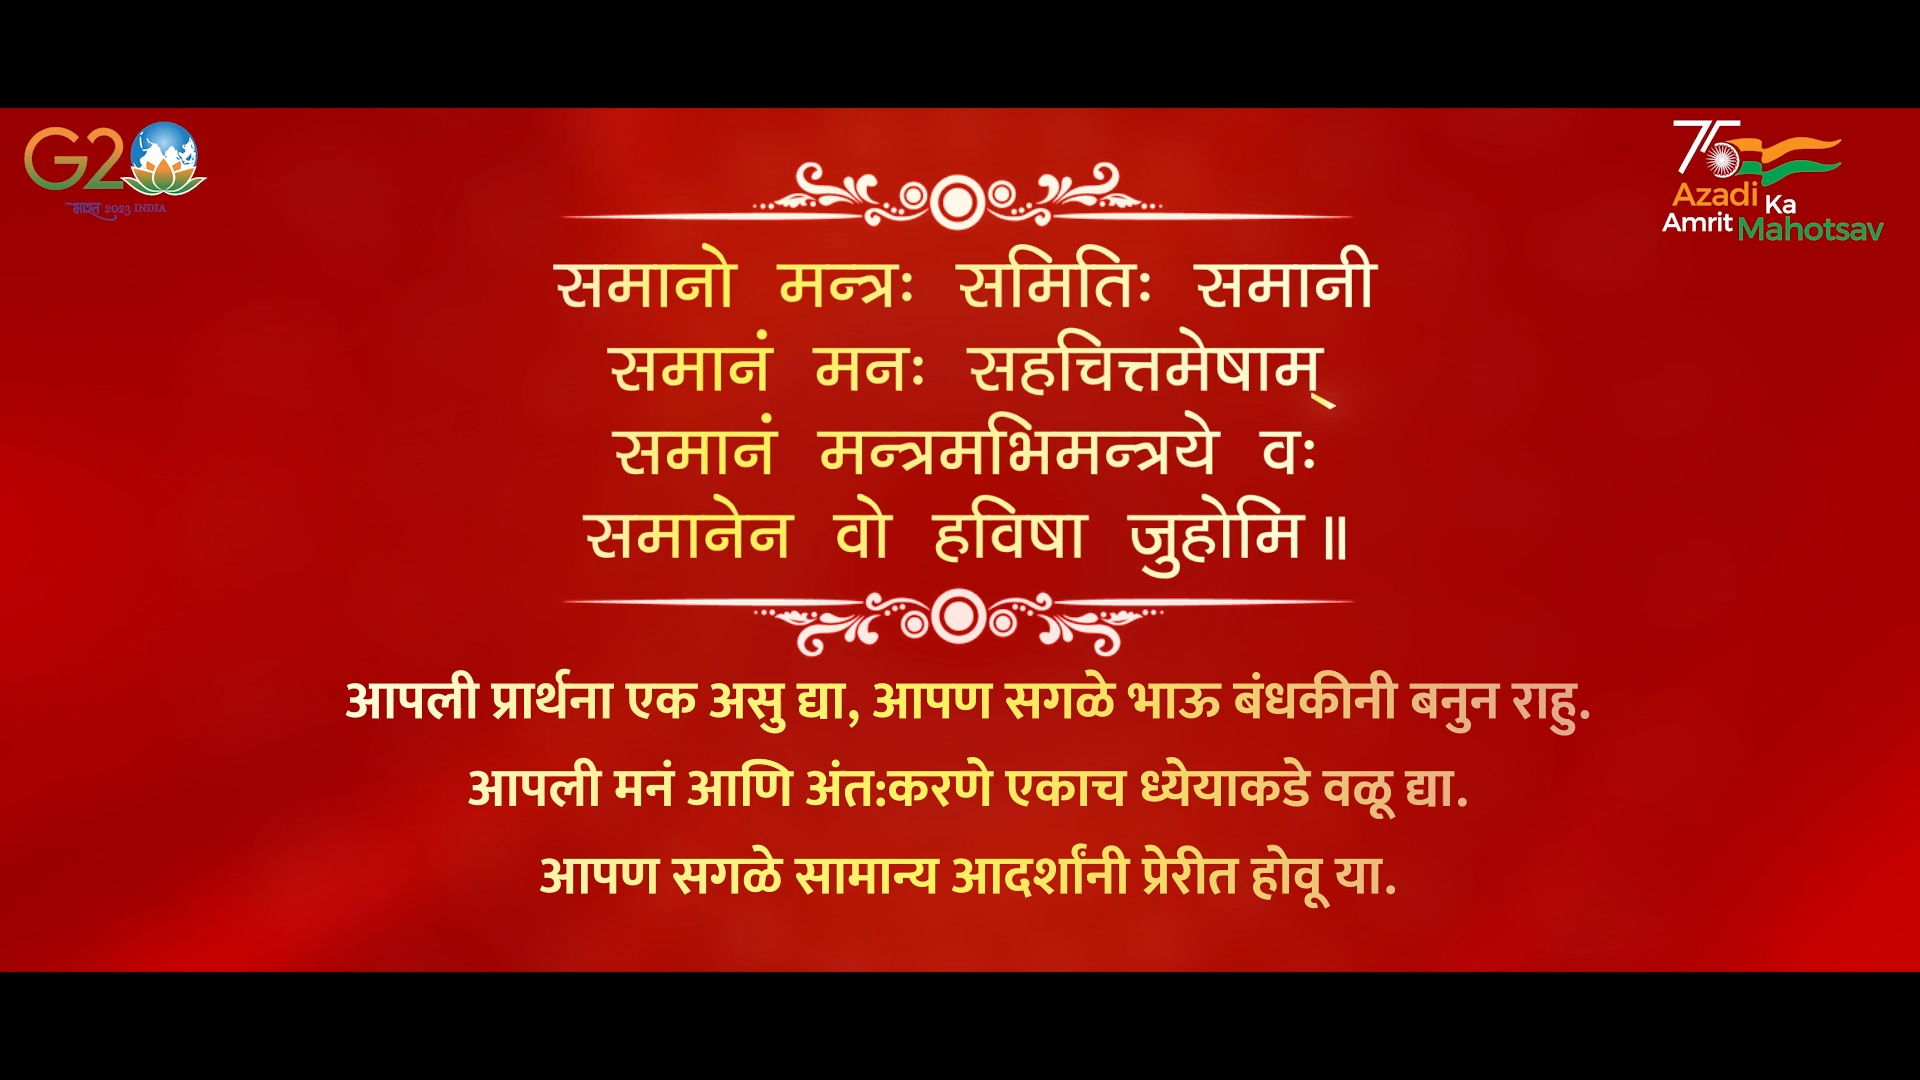 G20
भारत 2023 INDIA
75
Azadi Ka
Amrit Mahotsav
समानो मन्त्रः समितिः समानी
समानं मनः सहचित्तमेषाम्
समानं मन्त्रमभिमन्त्रये वः
समानेन वो हविषा जुहोमि॥
आपली प्रार्थना एक असु द्या, आपण सगळे भाऊ बंधकीनी बनुन राहु.
आपली मनं आणि अंत:करणे एकाच ध्येयाकडे वळू द्या.
आपण सगळे सामान्य आदर्शांनी प्रेरीत होवू या.